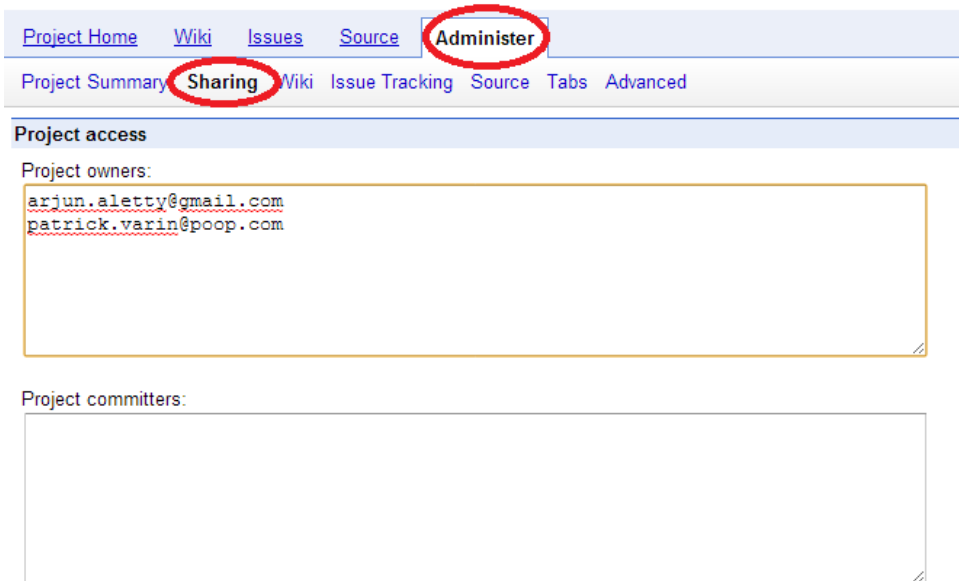 Project Home Wiki Issues Source Administer
Project Summary Sharing Wiki Issue Tracking Source Tabs Advanced
Project access
Project owners:
arjun.aletty@gmail.com
patrick.varin@poop.com
Project committers: